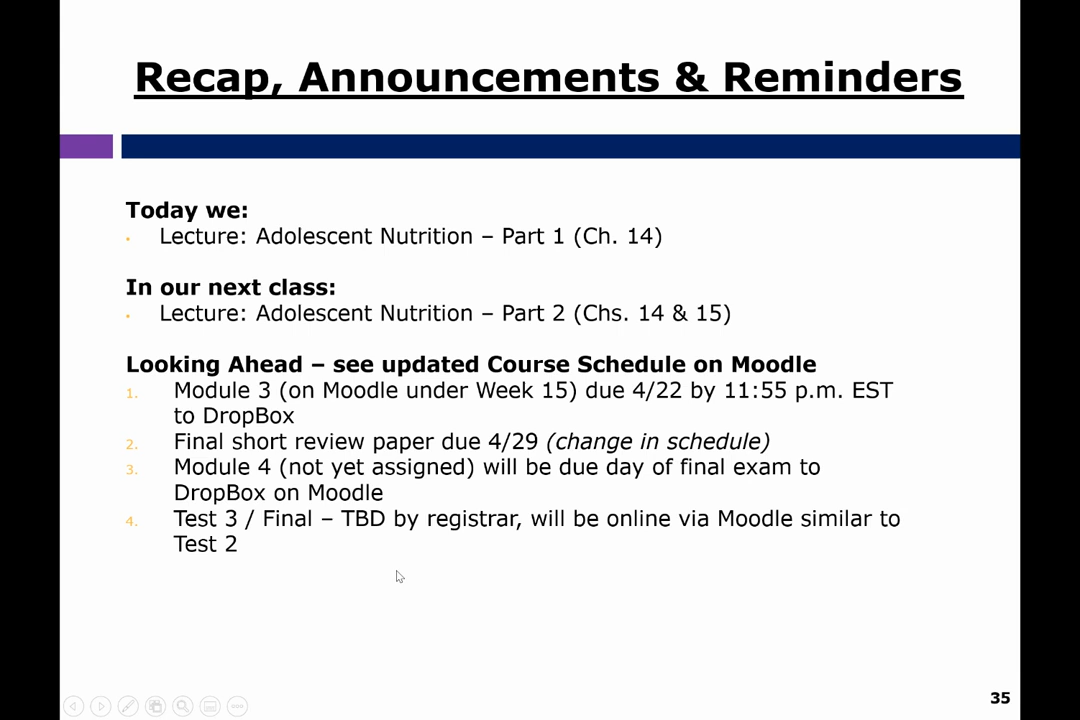 Recap, Announcements & Reminders
Today we:
• Lecture: Adolescent Nutrition – Part 1 (Ch. 14)
In our next class:
• Lecture: Adolescent Nutrition – Part 2 (Chs. 14 & 15)
Looking Ahead – see updated Course Schedule on Moodle
1. Module 3 (on Moodle under Week 15) due 4/22 by 11:55 p.m. EST
to DropBox
2. Final short review paper due 4/29 (change in schedule)
3. Module 4 (not yet assigned) will be due day of final exam to
DropBox on Moodle
4. Test 3 / Final – TBD by registrar, will be online via Moodle similar to
Test 2
35